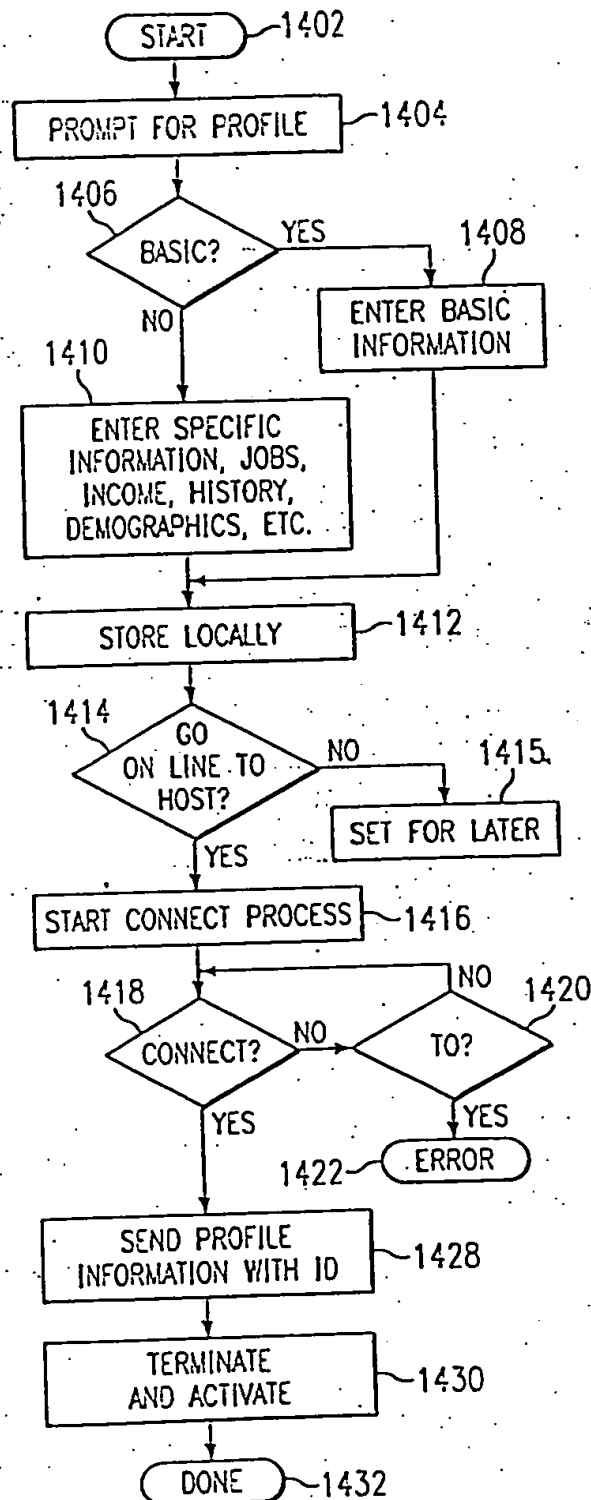 START
1402
PROMPT FOR PROFILE
1404
1406
BASIC?
YES
1408
ENTER BASIC
INFORMATION
NO
1410
ENTER SPECIFIC
INFORMATION, JOBS,
INCOME, HISTORY,
DEMOGRAPHICS, ETC.
STORE LOCALLY
1412
1414
GO
ON LINE TO
HOST?
NO
1415
SET FOR LATER
YES
START CONNECT PROCESS
1416
1418
CONNECT?
NO
NO
1420
TO?
YES
YES
1422
ERROR
SEND PROFILE
INFORMATION WITH ID
1428
TERMINATE
AND ACTIVATE
1430
DONE
1432